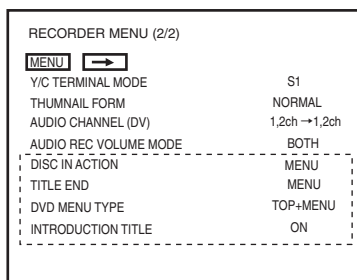 RECORDER MENU (2/2)
MENU →
Y/C TERMINAL MODE S1
THUMNAIL FORM NORMAL
AUDIO CHANNEL (DV) 1,2ch →1,2ch
AUDIO REC VOLUME MODE BOTH
DISC IN ACTION MENU
TITLE END MENU
DVD MENU TYPE TOP+MENU
INTRODUCTION TITLE ON